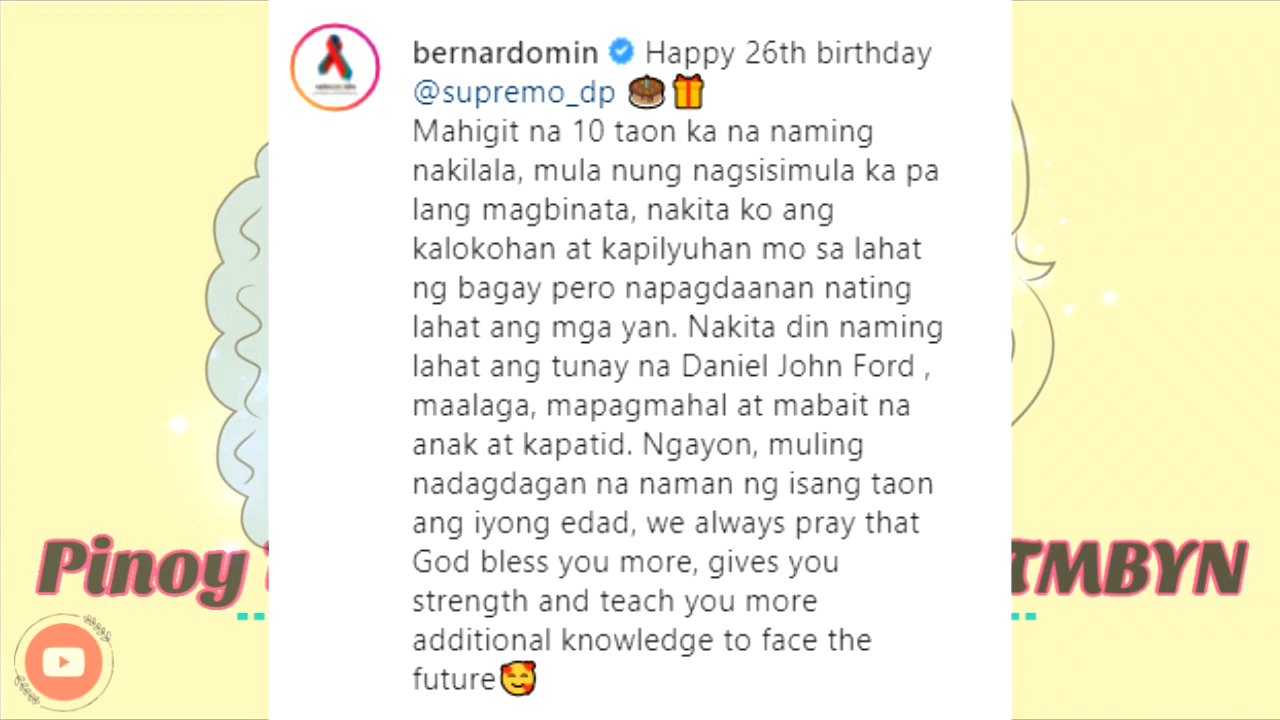 bernardomin Happy 26th birthday
@supremo_dp 🎂🎁
Mahigit na 10 taon ka na naming
nakilala, mula nung nagsisimula ka pa
lang magbinata, nakita ko ang
kalokohan at kapilyuhan mo sa lahat
ng bagay pero napagdaanan nating
lahat ang mga yan. Nakita din naming
lahat ang tunay na Daniel John Ford ,
maalaga, mapagmahal at mabait na
anak at kapatid. Ngayon, muling
nadagdagan na naman ng isang taon
ang iyong edad, we always pray that
God bless you more, gives you
strength and teach you more
additional knowledge to face the
future🥰
Pinoy TMBYN